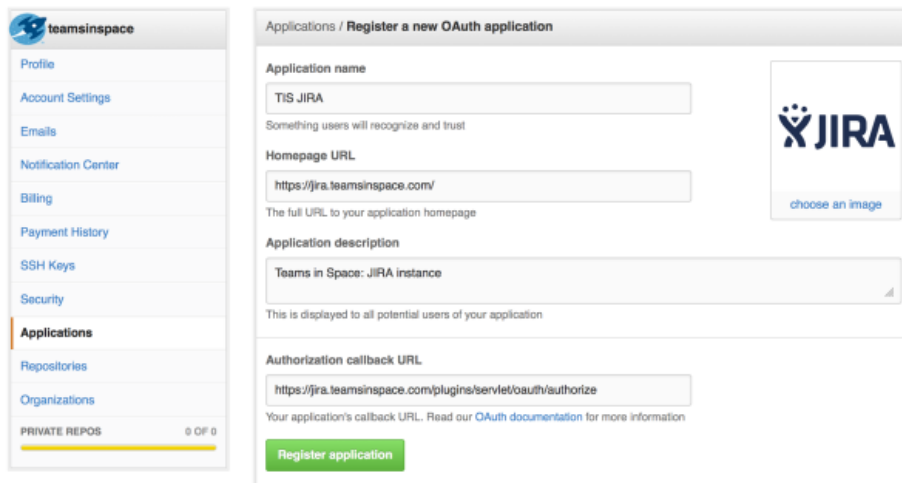 teamsinspace
Profile
Account Settings
Emails
Notification Center
Billing
Payment History
SSH Keys
Security
Applications
Repositories
Organizations
PRIVATE REPOS 0 OF 0
Applications / Register a new OAuth application
Application name
TIS JIRA
Something users will recognize and trust
Homepage URL
https://jira.teamsinspace.com/
The full URL to your application homepage
JIRA
choose an image
Application description
Teams in Space: JIRA instance
This is displayed to all potential users of your application
Authorization callback URL
https://jira.teamsinspace.com/plugins/servlet/oauth/authorize
Your application's callback URL. Read our OAuth documentation for more information
Register application